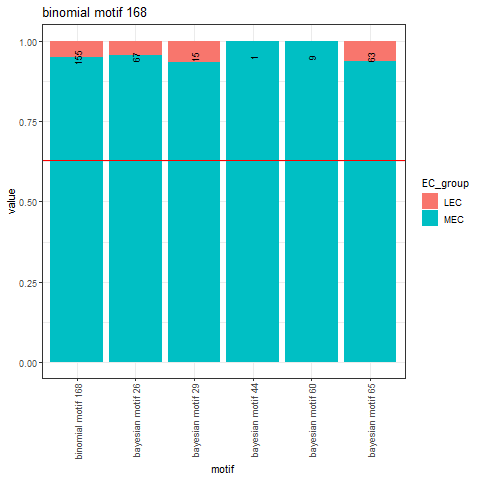 binomial motif 168
1.00
0.75
0.50
0.25
0.00
value
155
67
15
1
9
63
binomial motif 168
bayesian motif 26
bayesian motif 29
bayesian motif 44
bayesian motif 60
bayesian motif 65
motif
EC_group
LEC
MEC